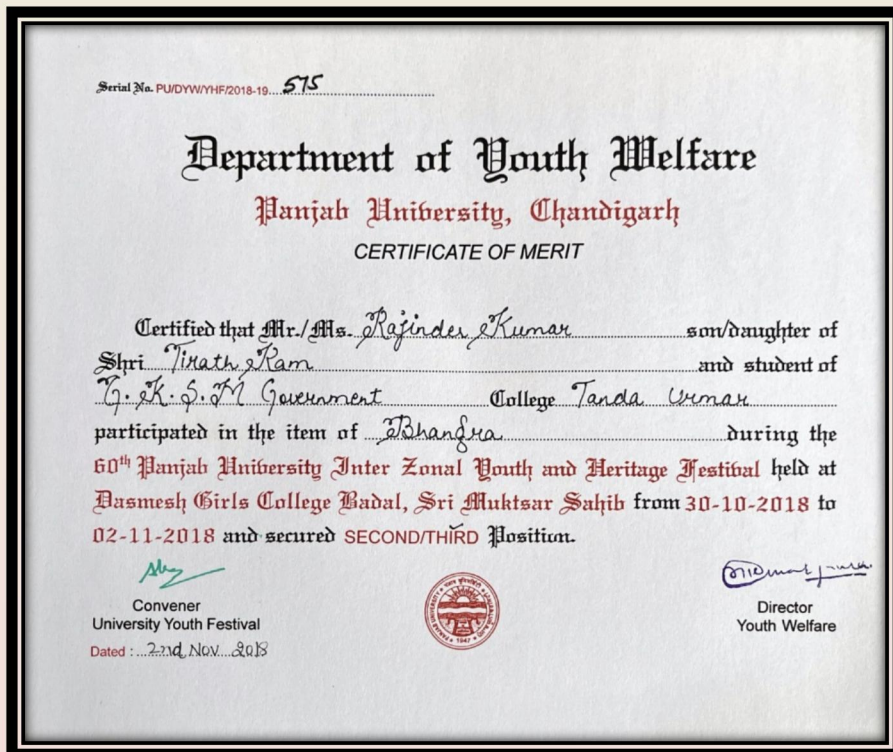 Serial No. PU/DYW/YHF/2018-19....575
Department of Youth Welfare
Panjab University, Chandigarh
CERTIFICATE OF MERIT
Certified that Mr./Ms. Rajinder Kumar son/daughter of
Shri Tirath Ram and student of
G.K.S.M Government College Tanda Urmar
participated in the item of Bhangra during the
60th Panjab University Inter Zonal Youth and Heritage Festival held at
Dasmesh Girls College Badal, Sri Muktsar Sahib from 30-10-2018 to
02-11-2018 and secured SECOND/THIRD Position.
Convener
University Youth Festival
Dated : 2nd Nov 2018
Director
Youth Welfare